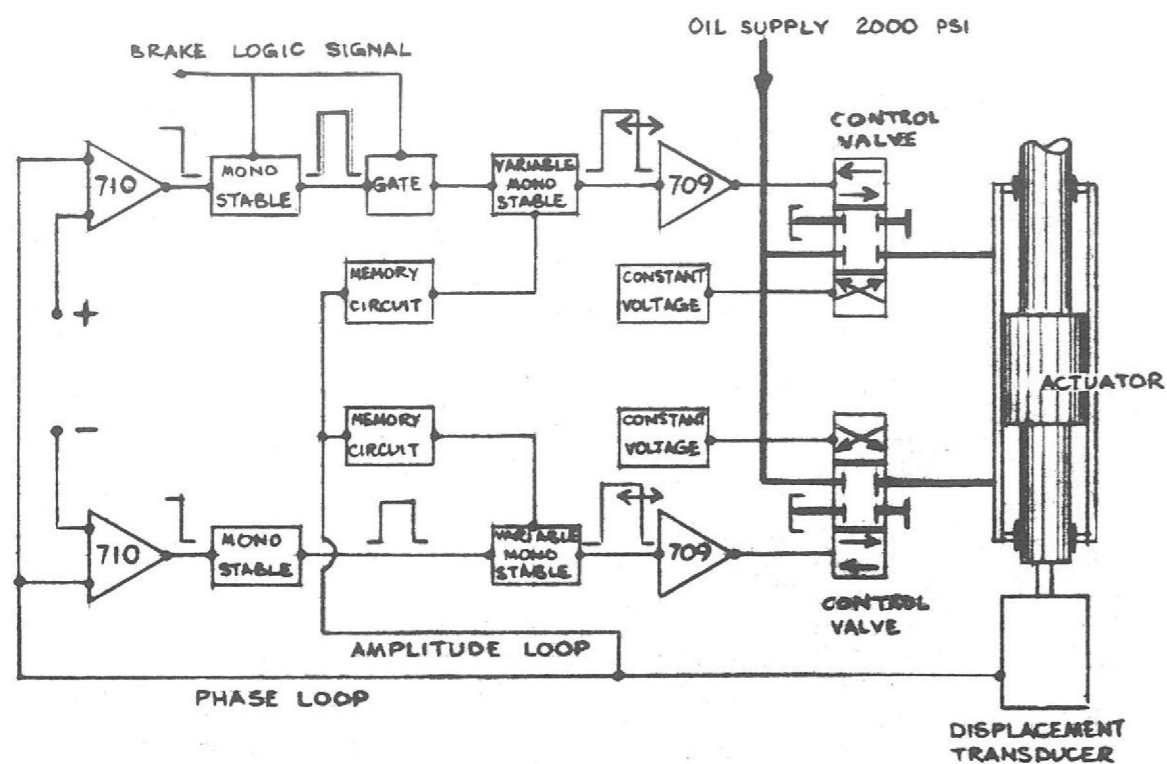 OIL SUPPLY 2000 PSI
BRAKE LOGIC SIGNAL
CONTROL
VALVE
710
MONO
STABLE
GATE
VARIABLE
MONO
STABLE
709
MEMORY
CIRCUIT
CONSTANT
VOLTAGE
+
ACTUATOR
-
MEMORY
CIRCUIT
CONSTANT
VOLTAGE
710
MONO
STABLE
VARIABLE
MONO
STABLE
709
CONTROL
VALVE
AMPLITUDE LOOP
PHASE LOOP
DISPLACEMENT
TRANSDUCER